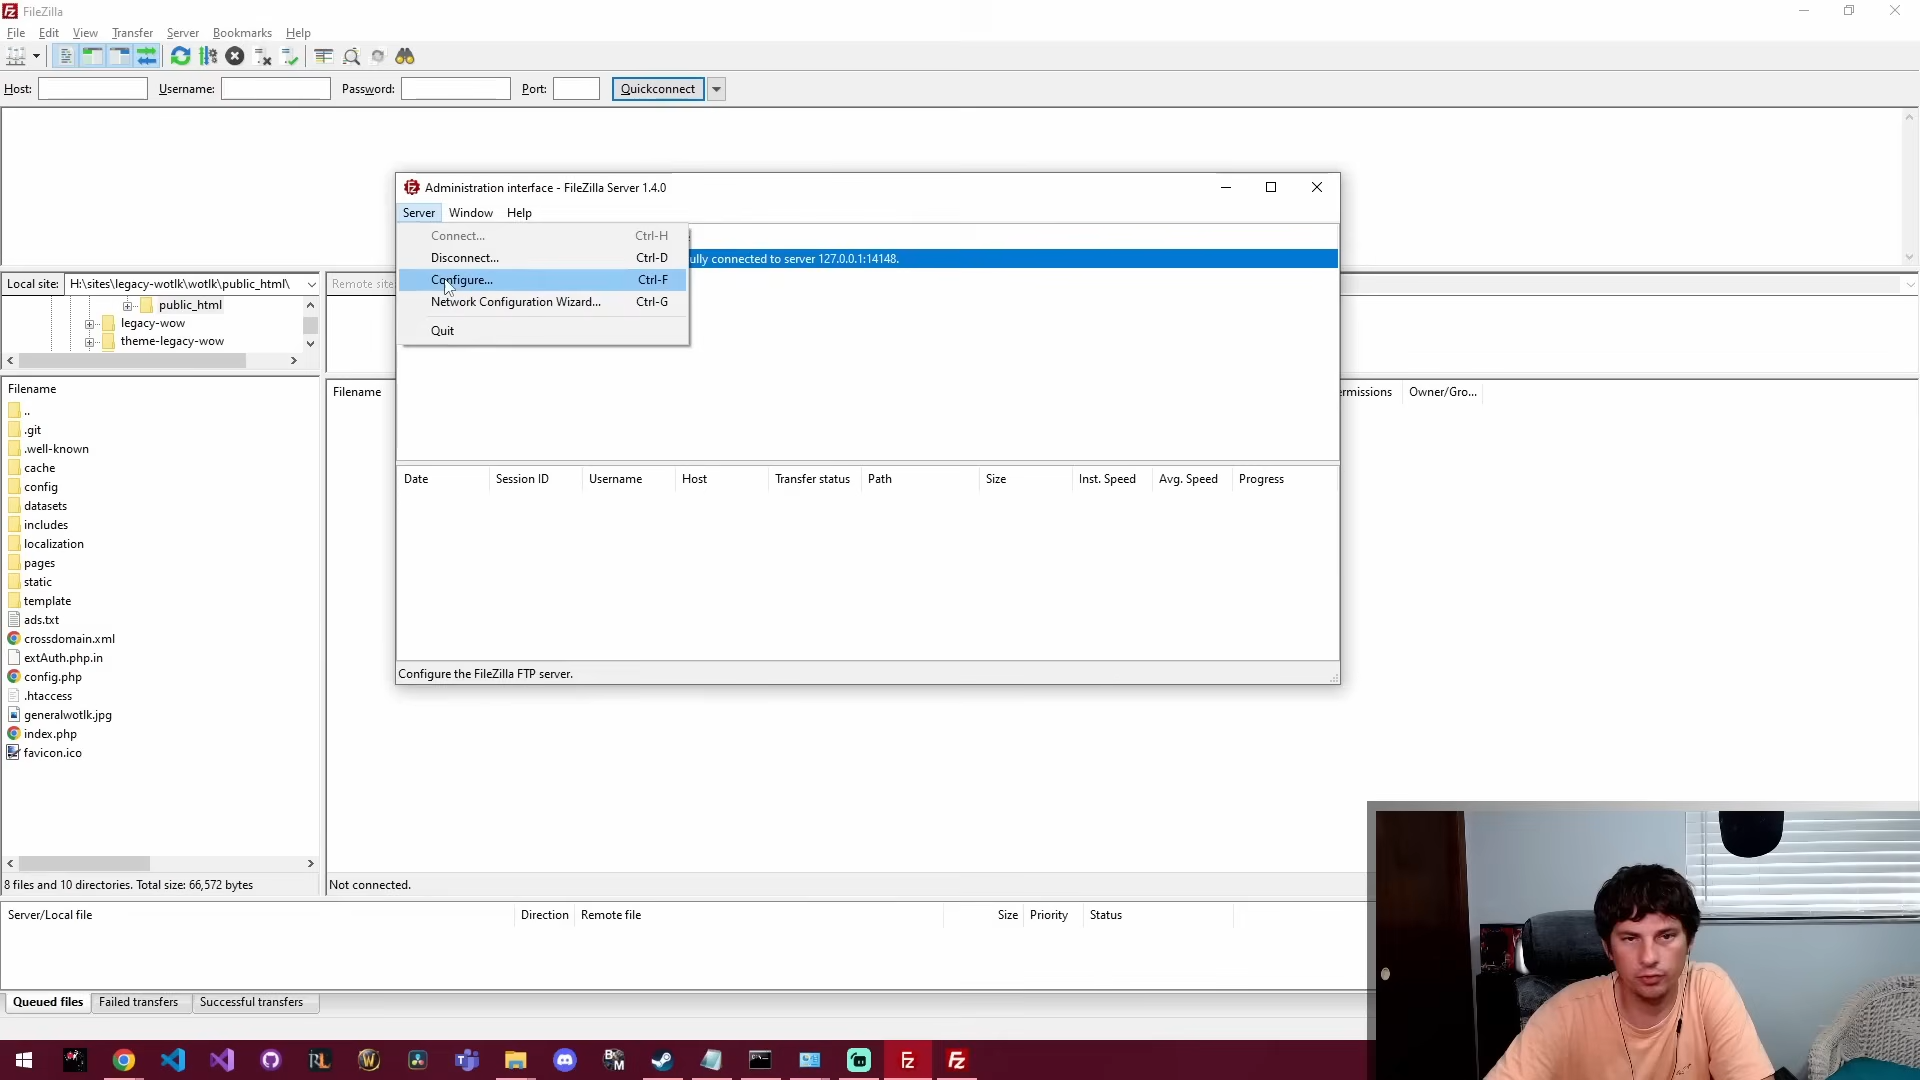 FileZilla
File Edit View Transfer Server Bookmarks Help
Host: Username: Password: Port: Quickconnect
Administration interface - FileZilla Server 1.4.0
Server Window Help
Connect... Ctrl-H
Disconnect... Ctrl-D
ully connected to server 127.0.0.1:14148.
Configure... Ctrl-F
Network Configuration Wizard... Ctrl-G
Quit
Local site: H:\sites\legacy-wotlk\wotlk\public_html\
Remote site:
public_html
legacy-wow
theme-legacy-wow
Filename
..
.git
.well-known
cache
config
datasets
includes
localization
pages
static
template
ads.txt
crossdomain.xml
extAuth.php.in
config.php
.htaccess
generalwotlk.jpg
index.php
favicon.ico
8 files and 10 directories. Total size: 66,572 bytes
Filename
ermissions Owner/Gro...
Date Session ID Username Host Transfer status Path Size Inst. Speed Avg. Speed Progress
Configure the FileZilla FTP server.
Not connected.
Server/Local file Direction Remote file Size Priority Status
Queued files Failed transfers Successful transfers